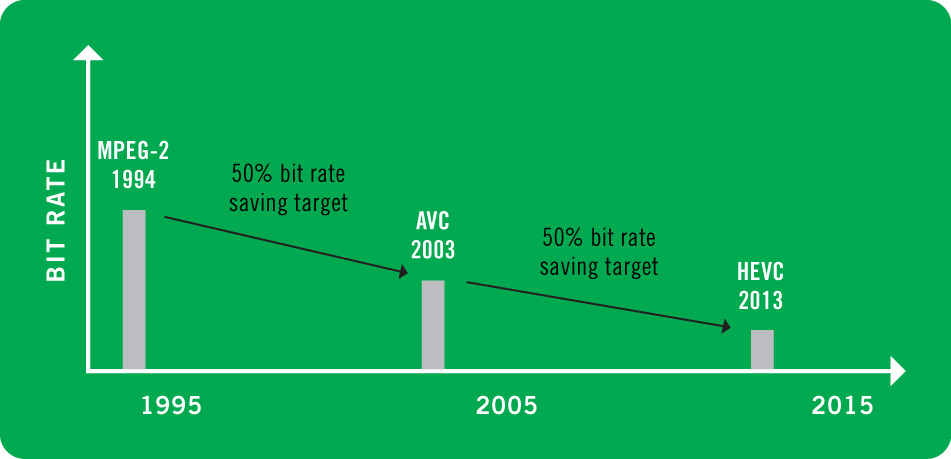 MPEG-2
1994
50% bit rate
saving target
AVC
2003
50% bit rate
saving target
HEVC
2013
BIT RATE
1995
2005
2015